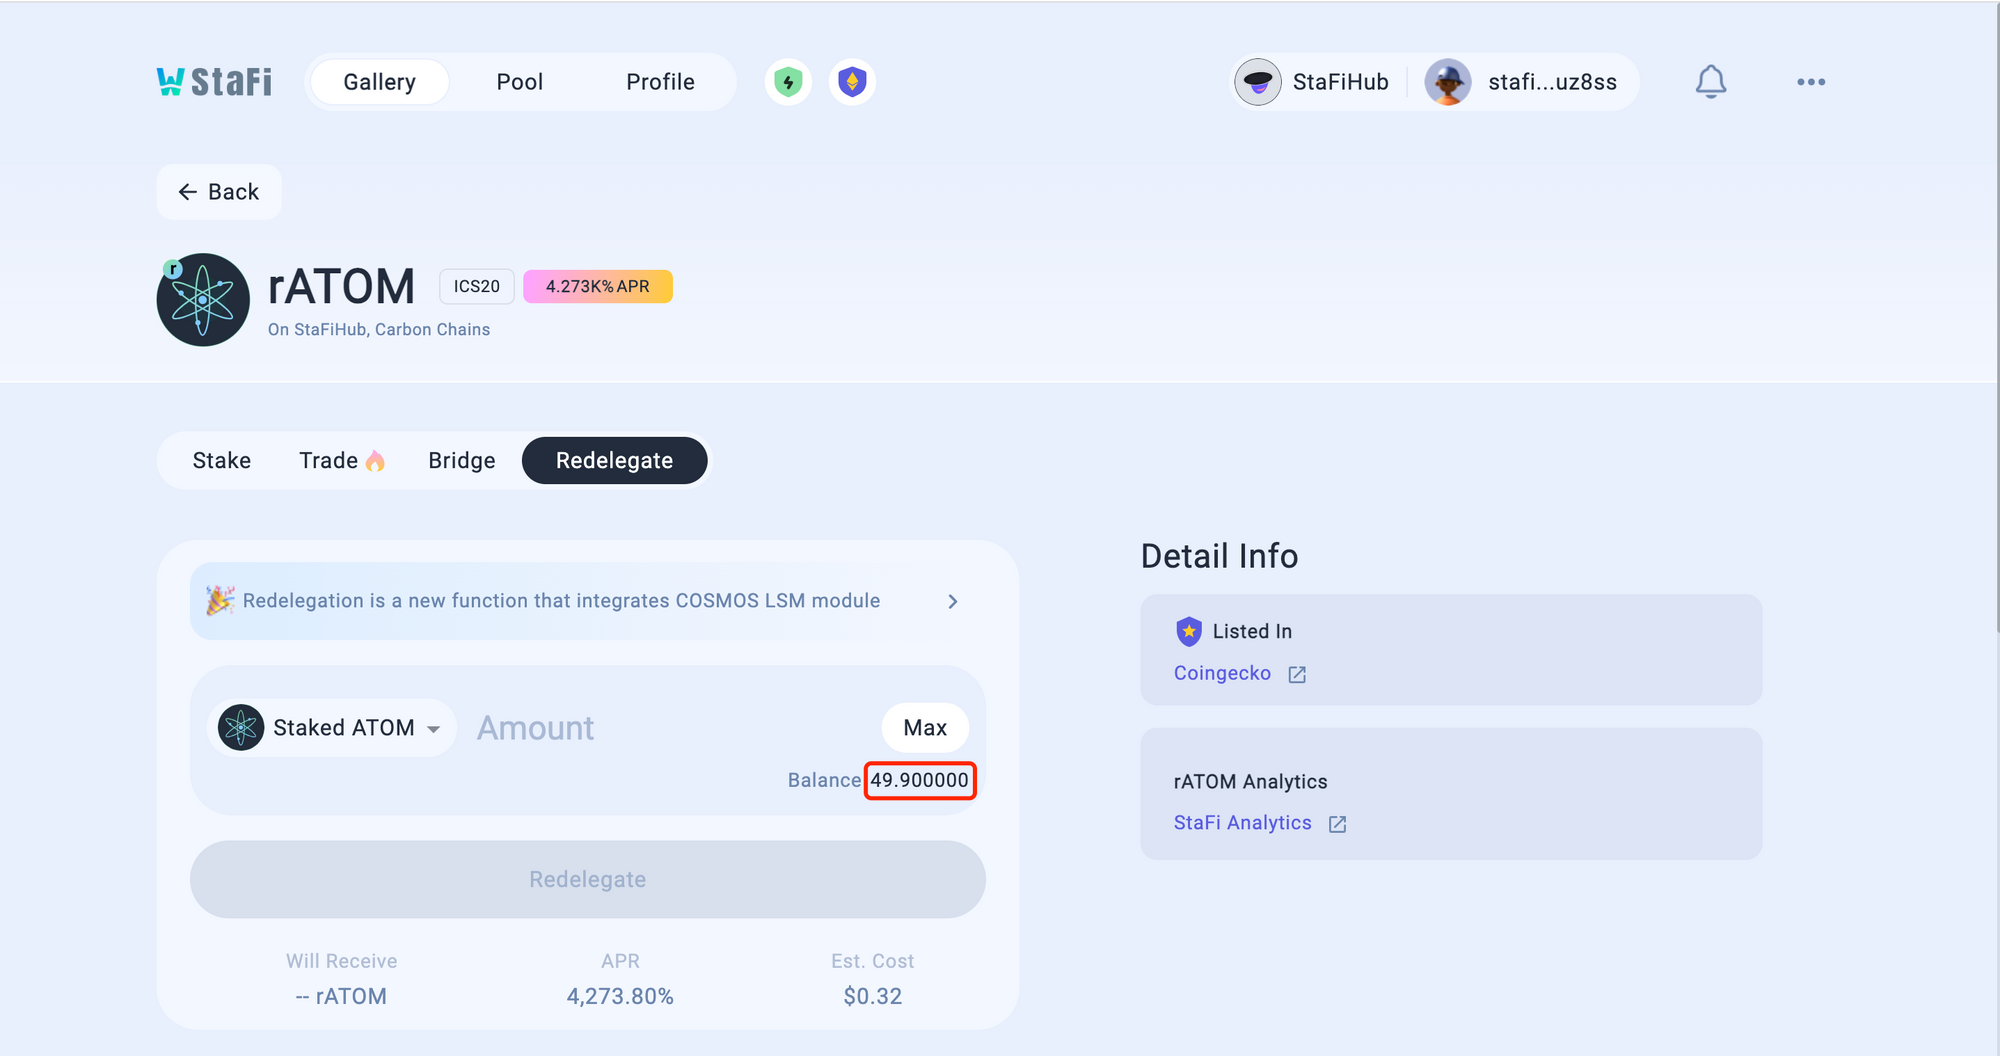 StaFi
Gallery
Pool
Profile
StaFiHub
stafi...uz8ss
Back
r
rATOM
ICS20
4.273K% APR
On StaFiHub, Carbon Chains
Stake
Trade
Bridge
Redelegate
Redelegation is a new function that integrates COSMOS LSM module
Staked ATOM
Amount
Max
Balance 49.900000
Redelegate
Will Receive
APR
Est. Cost
-- rATOM
4,273.80%
$0.32
Detail Info
Listed In
Coingecko
rATOM Analytics
StaFi Analytics